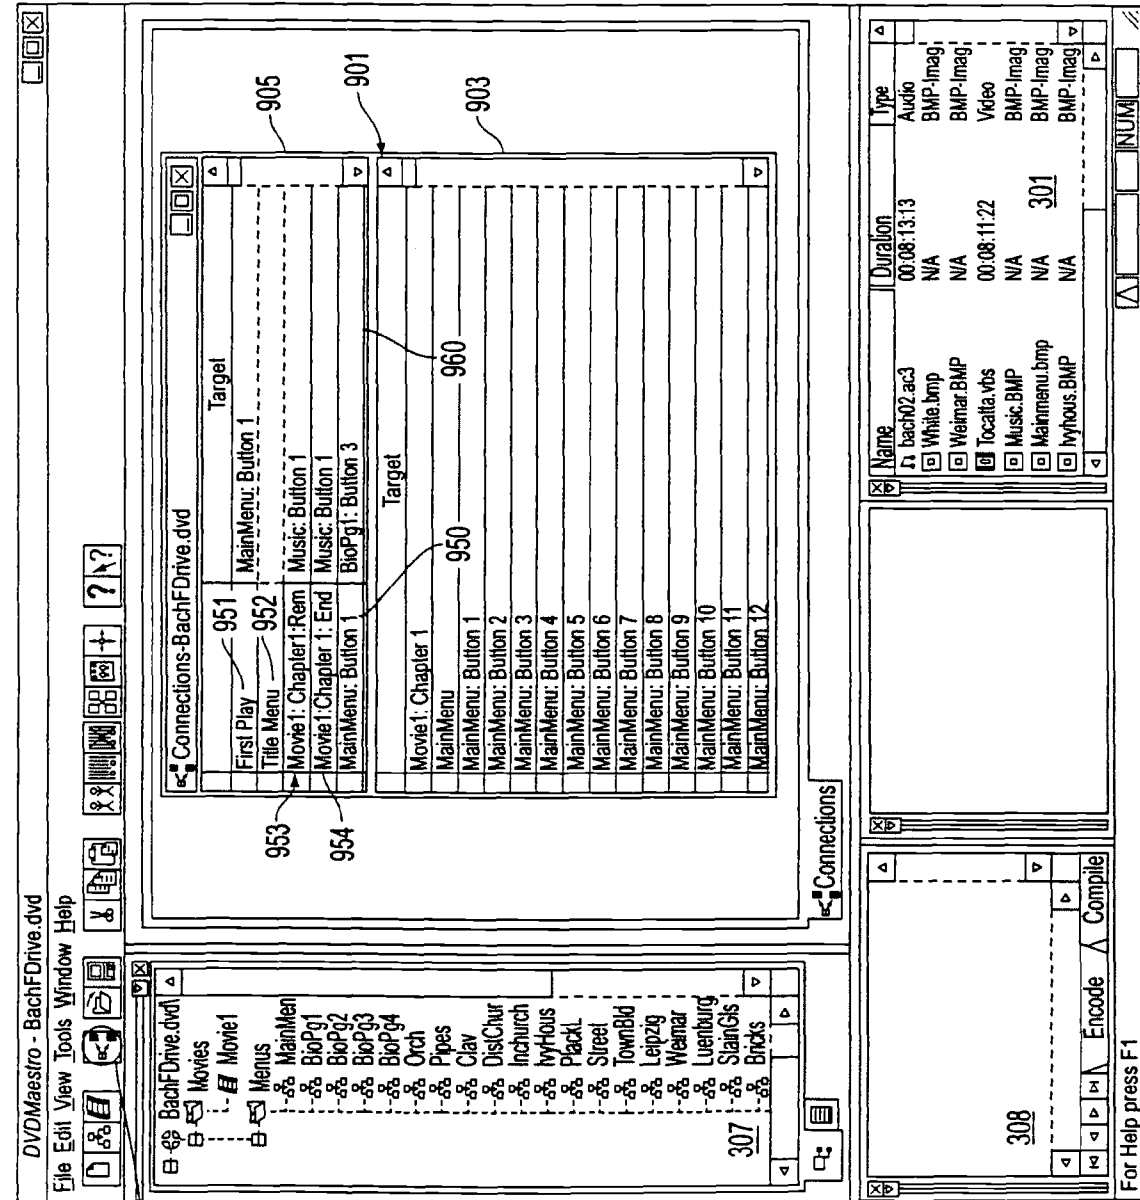 DVDMaestro - BachFDrive.dvd
File Edit View Tools Window Help
BachFDrive.dvd\
Movies
Movie1
Menus
MainMen
BioPg1
BioPg2
BioPg3
BioPg4
Orch
Pipes
Clav
DistChur
Inchurch
IvyHous
PlackL
Street
TownBld
Leipzig
Weimar
Luenburg
StainGls
Bricks
307
Connections-BachFDrive.dvd
Target
First Play
MainMenu: Button 1
Title Menu
Movie1: Chapter1:Rem
Music: Button 1
Movie1:Chapter 1: End
Music: Button 1
MainMenu: Button 1
BioPg1: Button 3
951
952
953
954
905
901
903
960
950
Target
Movie1: Chapter 1
MainMenu
MainMenu: Button 1
MainMenu: Button 2
MainMenu: Button 3
MainMenu: Button 4
MainMenu: Button 5
MainMenu: Button 6
MainMenu: Button 7
MainMenu: Button 8
MainMenu: Button 9
MainMenu: Button 10
MainMenu: Button 11
MainMenu: Button 12
Connections
308
Encode
Compile
Name Duration Type
bach02.ac3 00:08:13:13 Audio
White.bmp N/A BMP-Imag
Weimar.BMP N/A BMP-Imag
Tocatta.vbs 00:08:11:22 Video
Music.BMP N/A BMP-Imag
Mainmenu.bmp N/A BMP-Imag
Ivyhous.BMP N/A BMP-Imag
301
For Help press F1
NUM